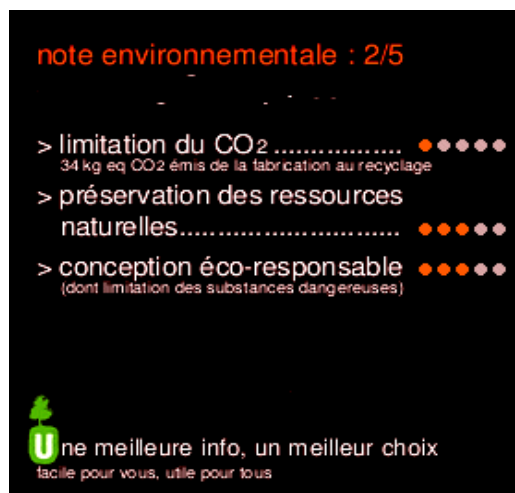 note environnementale : 2/5
> limitation du CO2 .................
34 kg eq CO2 émis de la fabrication au recyclage
> préservation des ressources
naturelles.............................
> conception éco-responsable
(dont limitation des substances dangereuses)
Une meilleure info, un meilleur choix
facile pour vous, utile pour tous